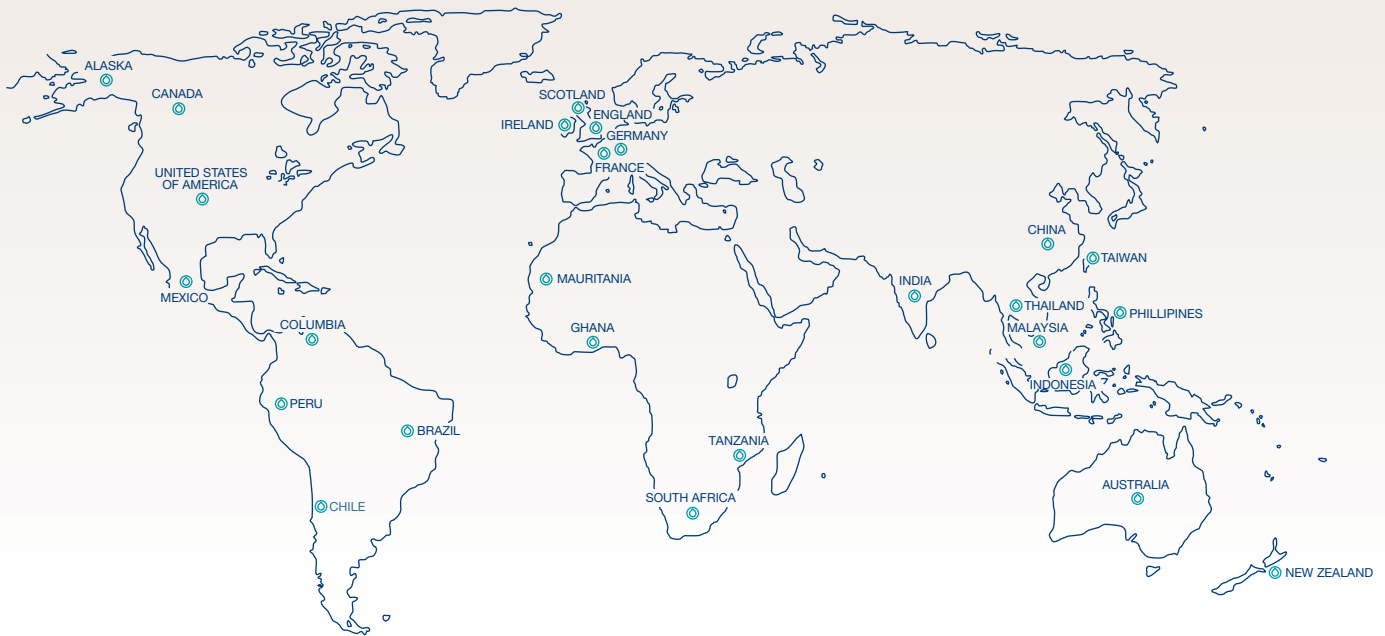 ALASKA
CANADA
UNITED STATES
OF AMERICA
MEXICO
COLUMBIA
PERU
BRAZIL
CHILE
SCOTLAND
IRELAND
ENGLAND
GERMANY
FRANCE
MAURITANIA
GHANA
TANZANIA
SOUTH AFRICA
INDIA
CHINA
TAIWAN
THAILAND
PHILLIPINES
MALAYSIA
INDONESIA
AUSTRALIA
NEW ZEALAND